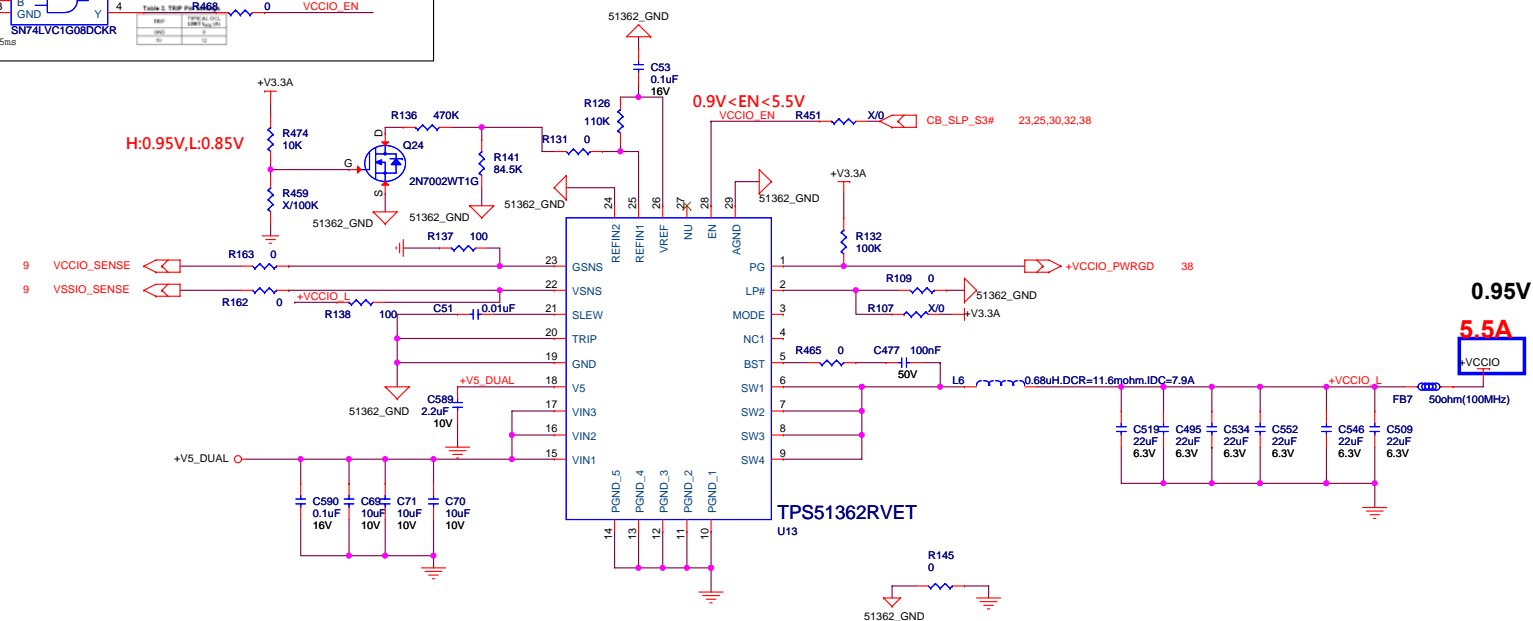 B
GND
Y
4
R468
0
VCCIO_EN
SN74LVC1G08DCKR
5ms
TRIP
GND
5V
8
12
51362_GND
C53
0.1uF
16V
+V3.3A
R474
10K
H:0.95V,L:0.85V
R459
X/100K
G
D
S
Q24
2N7002WT1G
R136
470K
R141
84.5K
R131
0
R126
110K
0.9V<EN<5.5V
VCCIO_EN
R451
X/0
CB_SLP_S3#
23,25,30,32,38
51362_GND
51362_GND
51362_GND
51362_GND
+V3.3A
R132
100K
24
25
26
27
28
29
REFIN2
REFIN1
VREF
NU
EN
AGND
9
VCCIO_SENSE
R163
0
R137
100
23
GSNS
9
VSSIO_SENSE
R162
0
+VCCIO_L
R138
100
22
VSNS
C51
0.01uF
21
SLEW
20
TRIP
19
GND
51362_GND
+V5_DUAL
18
V5
C589
2.2uF
10V
17
VIN3
16
VIN2
15
VIN1
+V5_DUAL
C590
0.1uF
16V
C69
10uF
10V
C71
10uF
10V
C70
10uF
10V
PG
1
+VCCIO_PWRGD
38
LP#
2
R109
0
51362_GND
R107
X/0
+V3.3A
MODE
3
NC1
4
BST
5
R465
0
C477
100nF
50V
SW1
6
SW2
7
SW3
8
SW4
9
L6
0.68uH.DCR=11.6mohm.IDC=7.9A
+VCCIO_L
FB7
50ohm(100MHz)
0.95V
5.5A
+VCCIO
C519
22uF
6.3V
C495
22uF
6.3V
C534
22uF
6.3V
C552
22uF
6.3V
C546
22uF
6.3V
C509
22uF
6.3V
PGND_5
PGND_4
PGND_3
PGND_2
PGND_1
14
13
12
11
10
TPS51362RVET
U13
R145
0
51362_GND